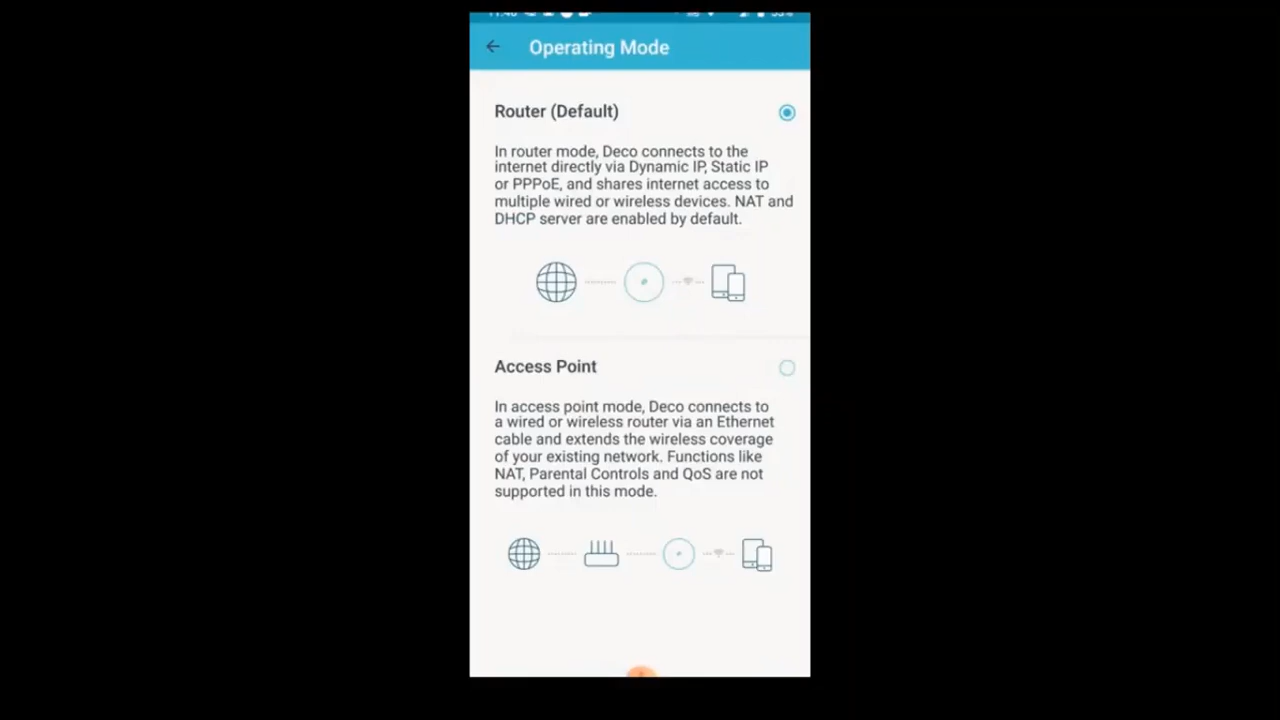 Operating Mode
Router (Default)
In router mode, Deco connects to the
internet directly via Dynamic IP, Static IP
or PPPoE, and shares internet access to
multiple wired or wireless devices. NAT and
DHCP server are enabled by default.
Access Point
In access point mode, Deco connects to
a wired or wireless router via an Ethernet
cable and extends the wireless coverage
of your existing network. Functions like
NAT, Parental Controls and QoS are not
supported in this mode.